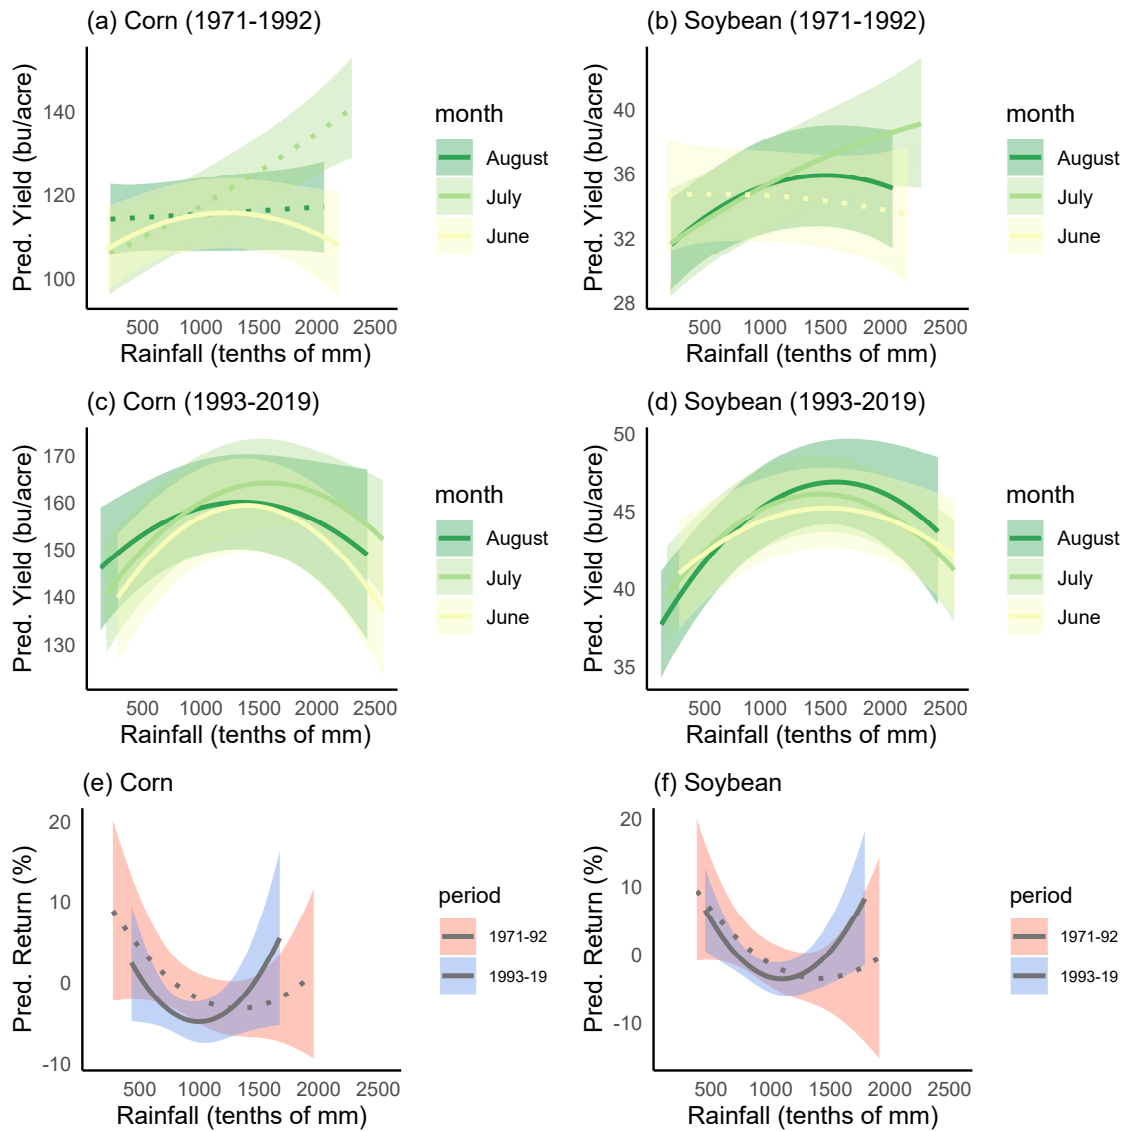 (a) Corn (1971-1992)
Pred. Yield (bu/acre)
140
120
100
500 1000 1500 2000 2500
Rainfall (tenths of mm)
month
August
July
June
(b) Soybean (1971-1992)
Pred. Yield (bu/acre)
40
36
32
28
500 1000 1500 2000 2500
Rainfall (tenths of mm)
month
August
July
June
(c) Corn (1993-2019)
Pred. Yield (bu/acre)
170
160
150
140
130
500 1000 1500 2000 2500
Rainfall (tenths of mm)
month
August
July
June
(d) Soybean (1993-2019)
Pred. Yield (bu/acre)
50
45
40
35
500 1000 1500 2000 2500
Rainfall (tenths of mm)
month
August
July
June
(e) Corn
Pred. Return (%)
20
10
0
-10
500 1000 1500 2000 2500
Rainfall (tenths of mm)
period
1971-92
1993-19
(f) Soybean
Pred. Return (%)
20
10
0
-10
500 1000 1500 2000 2500
Rainfall (tenths of mm)
period
1971-92
1993-19